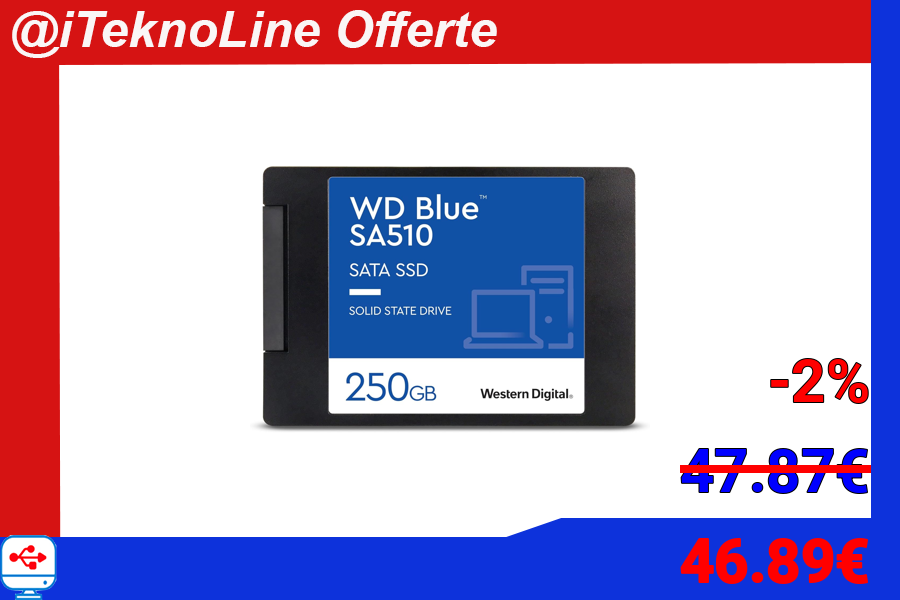 @iTeknoLine Offerte
WD Blue™
SA510
SATA SSD
SOLID STATE DRIVE
250GB
Western Digital®
-2%
47.87€
46.89€